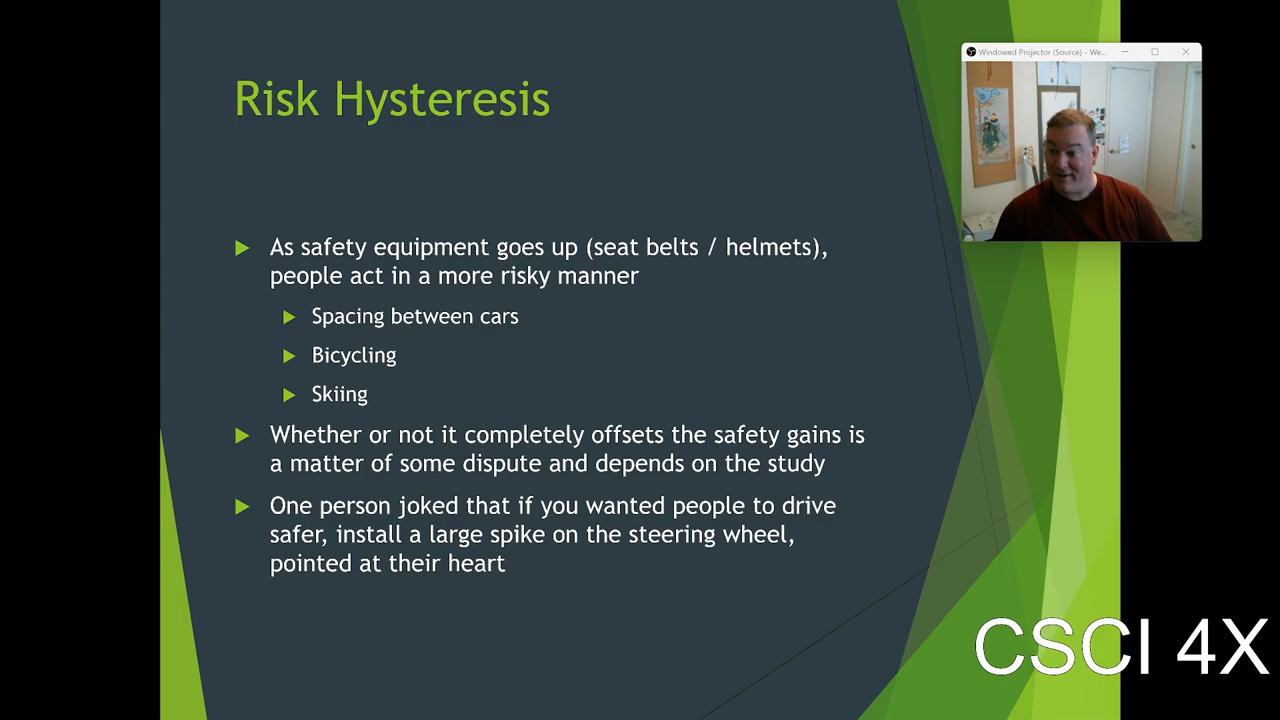 Risk Hysteresis
Windowed Projector (Source) - We...
As safety equipment goes up (seat belts / helmets),
people act in a more risky manner
Spacing between cars
Bicycling
Skiing
Whether or not it completely offsets the safety gains is
a matter of some dispute and depends on the study
One person joked that if you wanted people to drive
safer, install a large spike on the steering wheel,
pointed at their heart
CSCI 4X